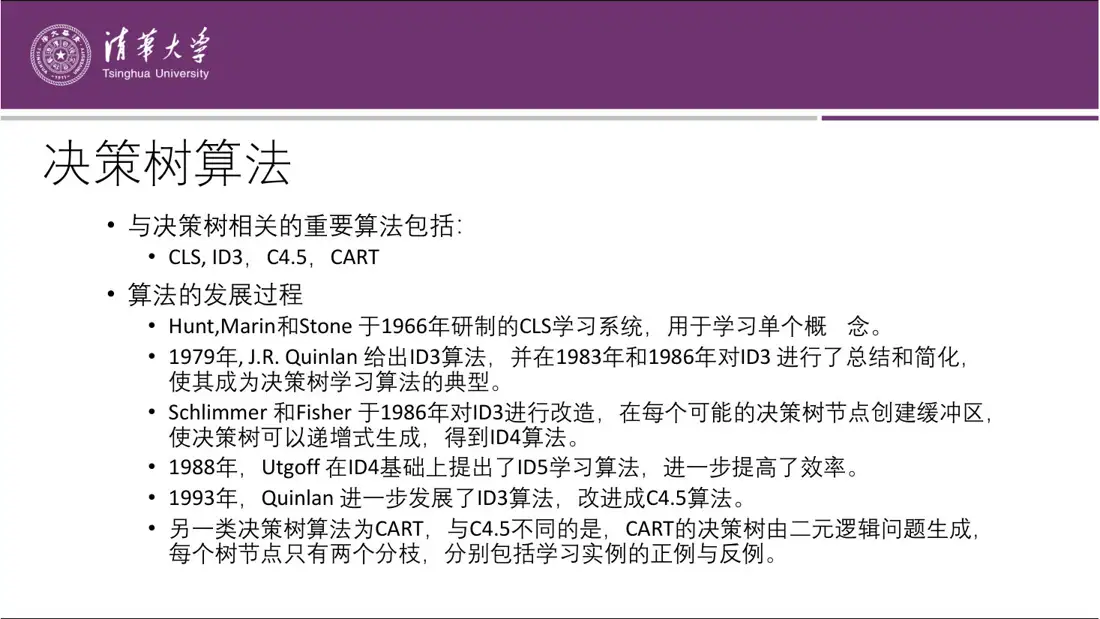 清华大学
Tsinghua University
决策树算法
• 与决策树相关的重要算法包括：
• CLS, ID3，C4.5，CART
• 算法的发展过程
• Hunt,Marin和Stone 于1966年研制的CLS学习系统，用于学习单个概 念。
• 1979年, J.R. Quinlan 给出ID3算法，并在1983年和1986年对ID3 进行了总结和简化，
使其成为决策树学习算法的典型。
• Schlimmer 和Fisher 于1986年对ID3进行改造，在每个可能的决策树节点创建缓冲区，
使决策树可以递增式生成，得到ID4算法。
• 1988年，Utgoff 在ID4基础上提出了ID5学习算法，进一步提高了效率。
• 1993年，Quinlan 进一步发展了ID3算法，改进成C4.5算法。
• 另一类决策树算法为CART，与C4.5不同的是，CART的决策树由二元逻辑问题生成，
每个树节点只有两个分枝，分别包括学习实例的正例与反例。